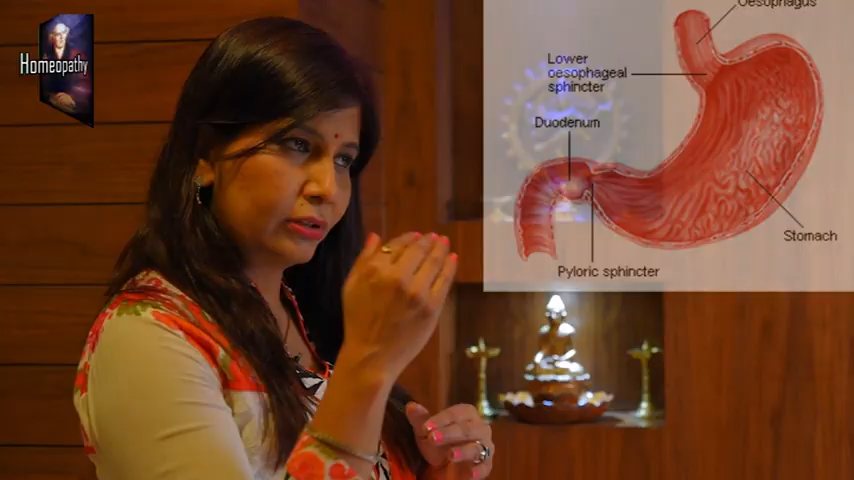 Homeopathy
Oesophagus
Lower
oesophageal
sphincter
Duodenum
Stomach
Pyloric sphincter